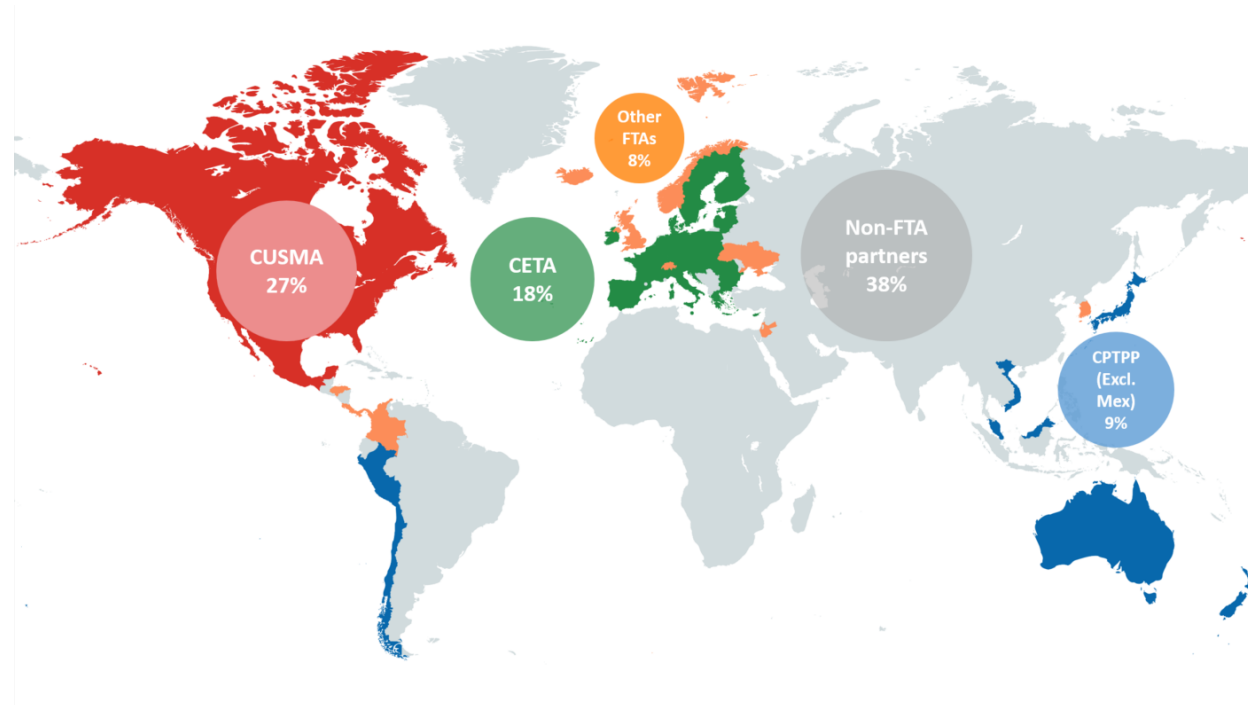 Other
FTAs
8%
CUSMA
27%
CETA
18%
Non-FTA
partners
38%
CPTPP
(Excl.
Mex)
9%